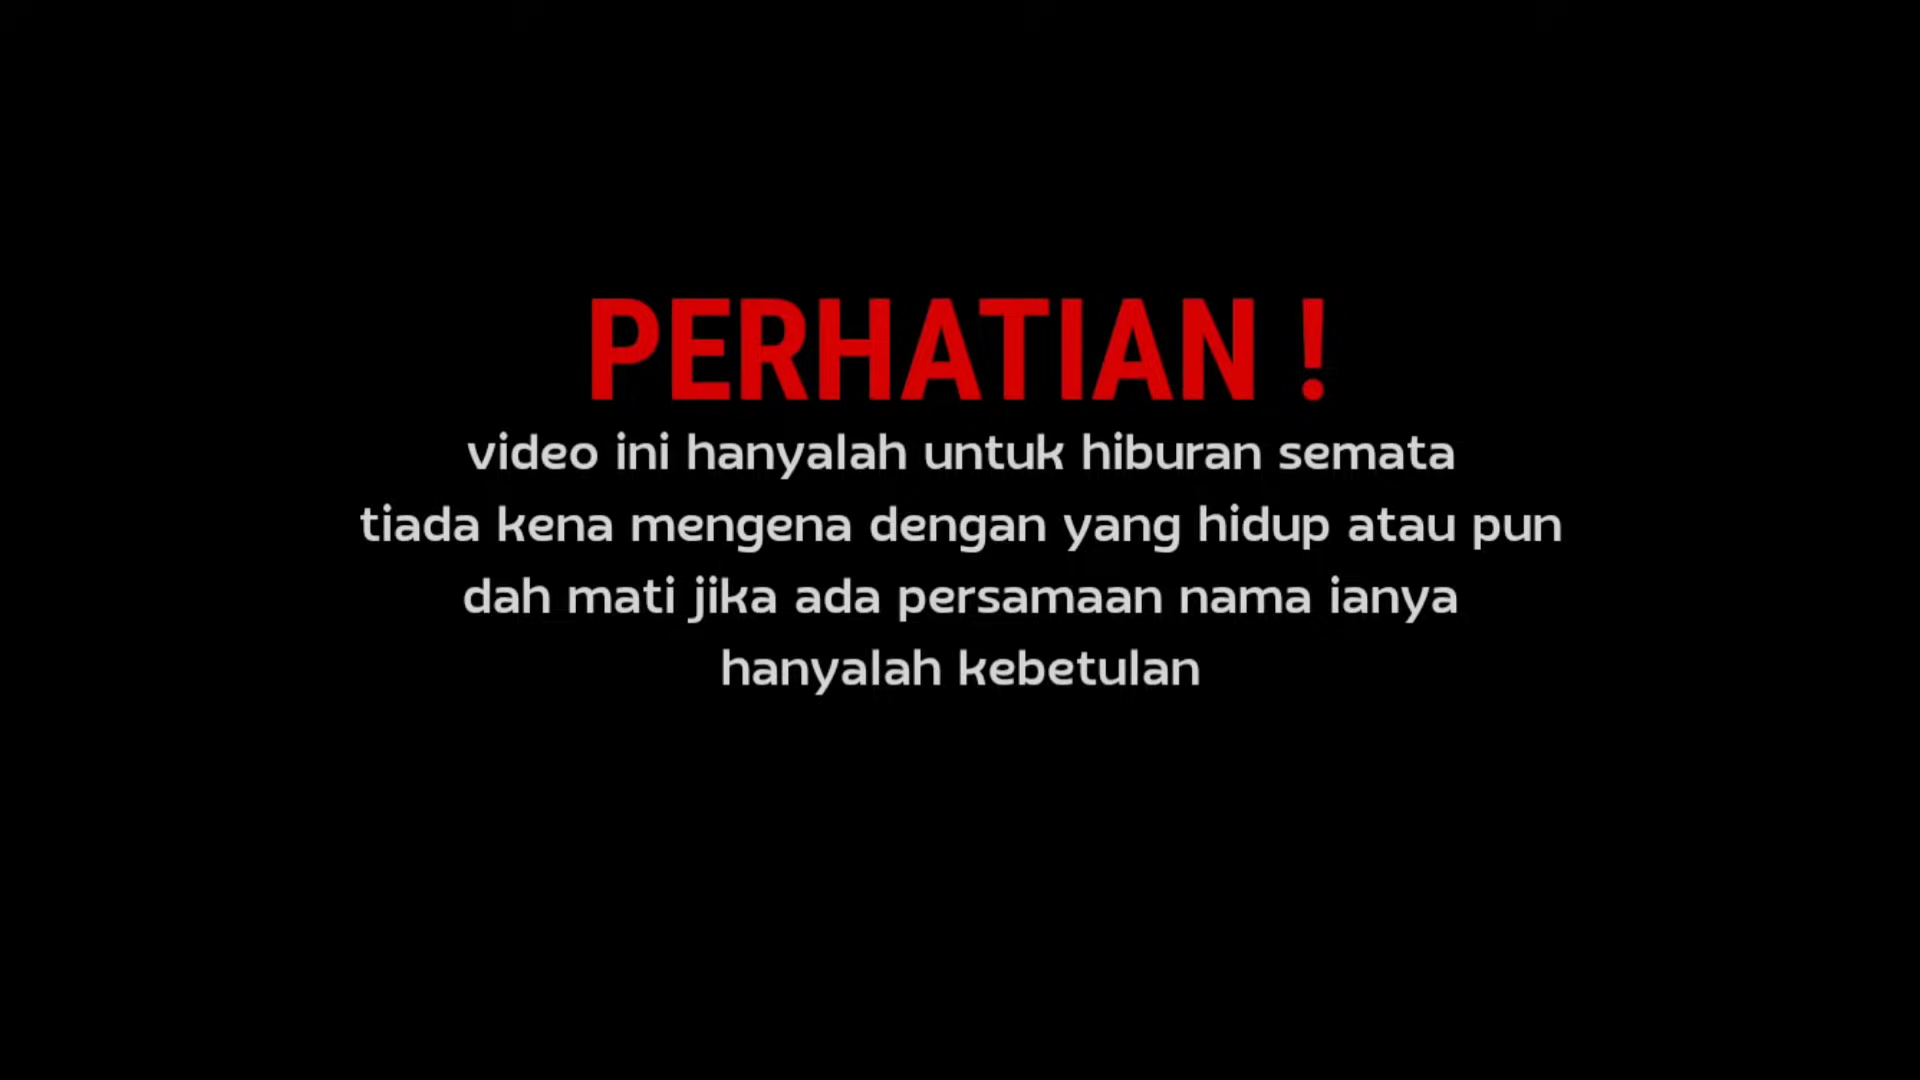 PERHATIAN !
video ini hanyalah untuk hiburan semata
tiada kena mengena dengan yang hidup atau pun
dah mati jika ada persamaan nama ianya
hanyalah kebetulan